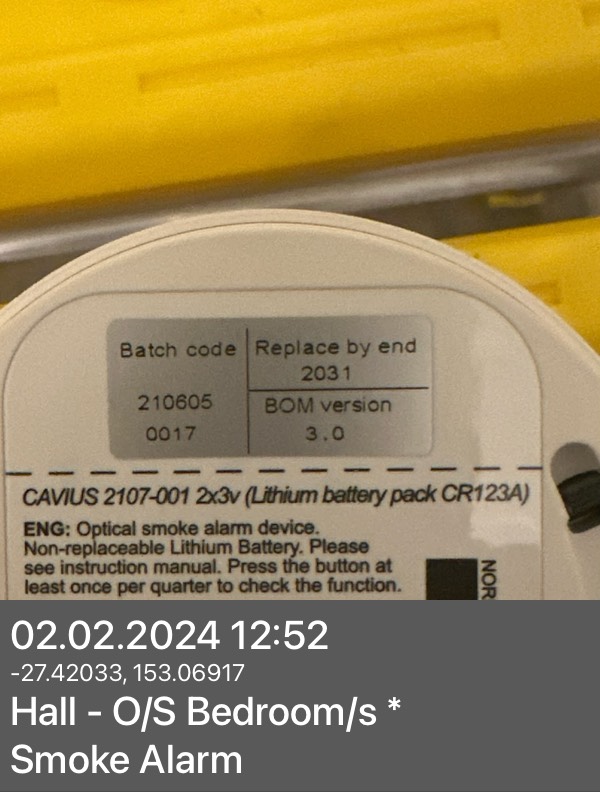 Batch code
210605
0017
Replace by end
2031
BOM version
3.0
CAVIUS 2107-001 2x3v (Lithium battery pack CR123A)
ENG: Optical smoke alarm device.
Non-replaceable Lithium Battery. Please
see instruction manual. Press the button at
least once per quarter to check the function.
NOR
02.02.2024 12:52
-27.42033, 153.06917
Hall - O/S Bedroom/s *
Smoke Alarm